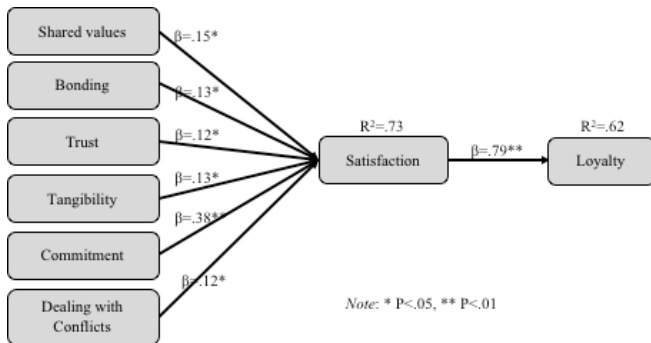 Shared values
β=.15*
Bonding
β=.13*
Trust
β=.12*
Tangibility
β=.13*
Commitment
β=.38**
Dealing with
Conflicts
β=.12*
R²=.73
Satisfaction
β=.79**
R²=.62
Loyalty
Note: * P<.05, ** P<.01